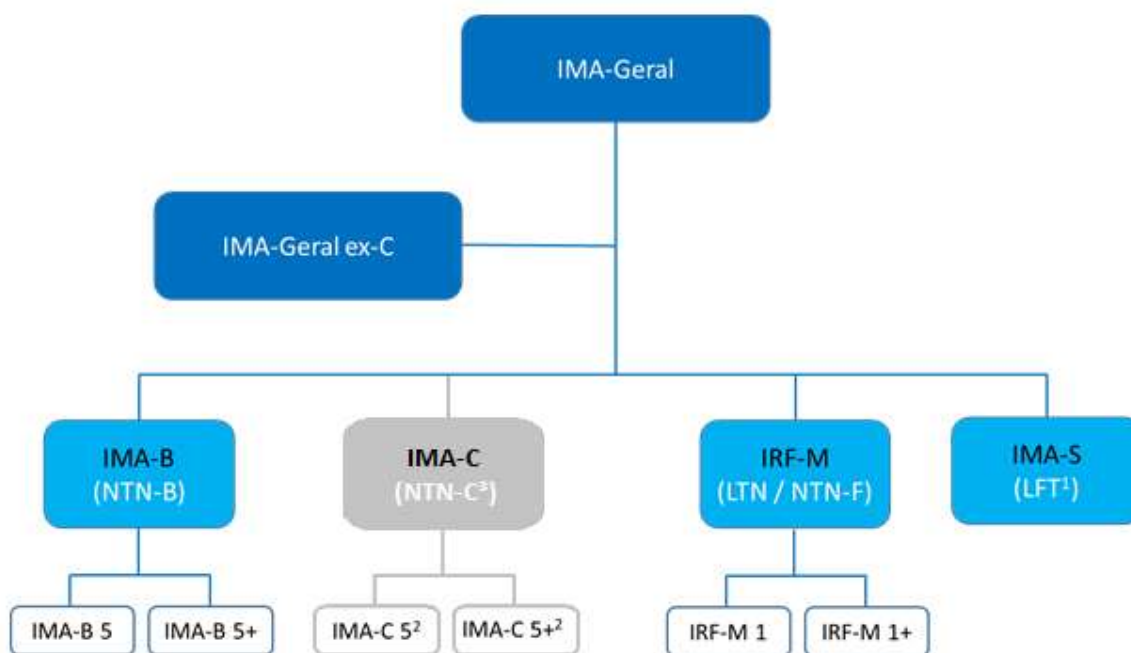 IMA-Geral
IMA-Geral ex-C
IMA-B
(NTN-B)
IMA-C
(NTN-C³)
IRF-M
(LTN / NTN-F)
IMA-S
(LFT¹)
IMA-B 5
IMA-B 5+
IMA-C 5²
IMA-C 5+²
IRF-M 1
IRF-M 1+